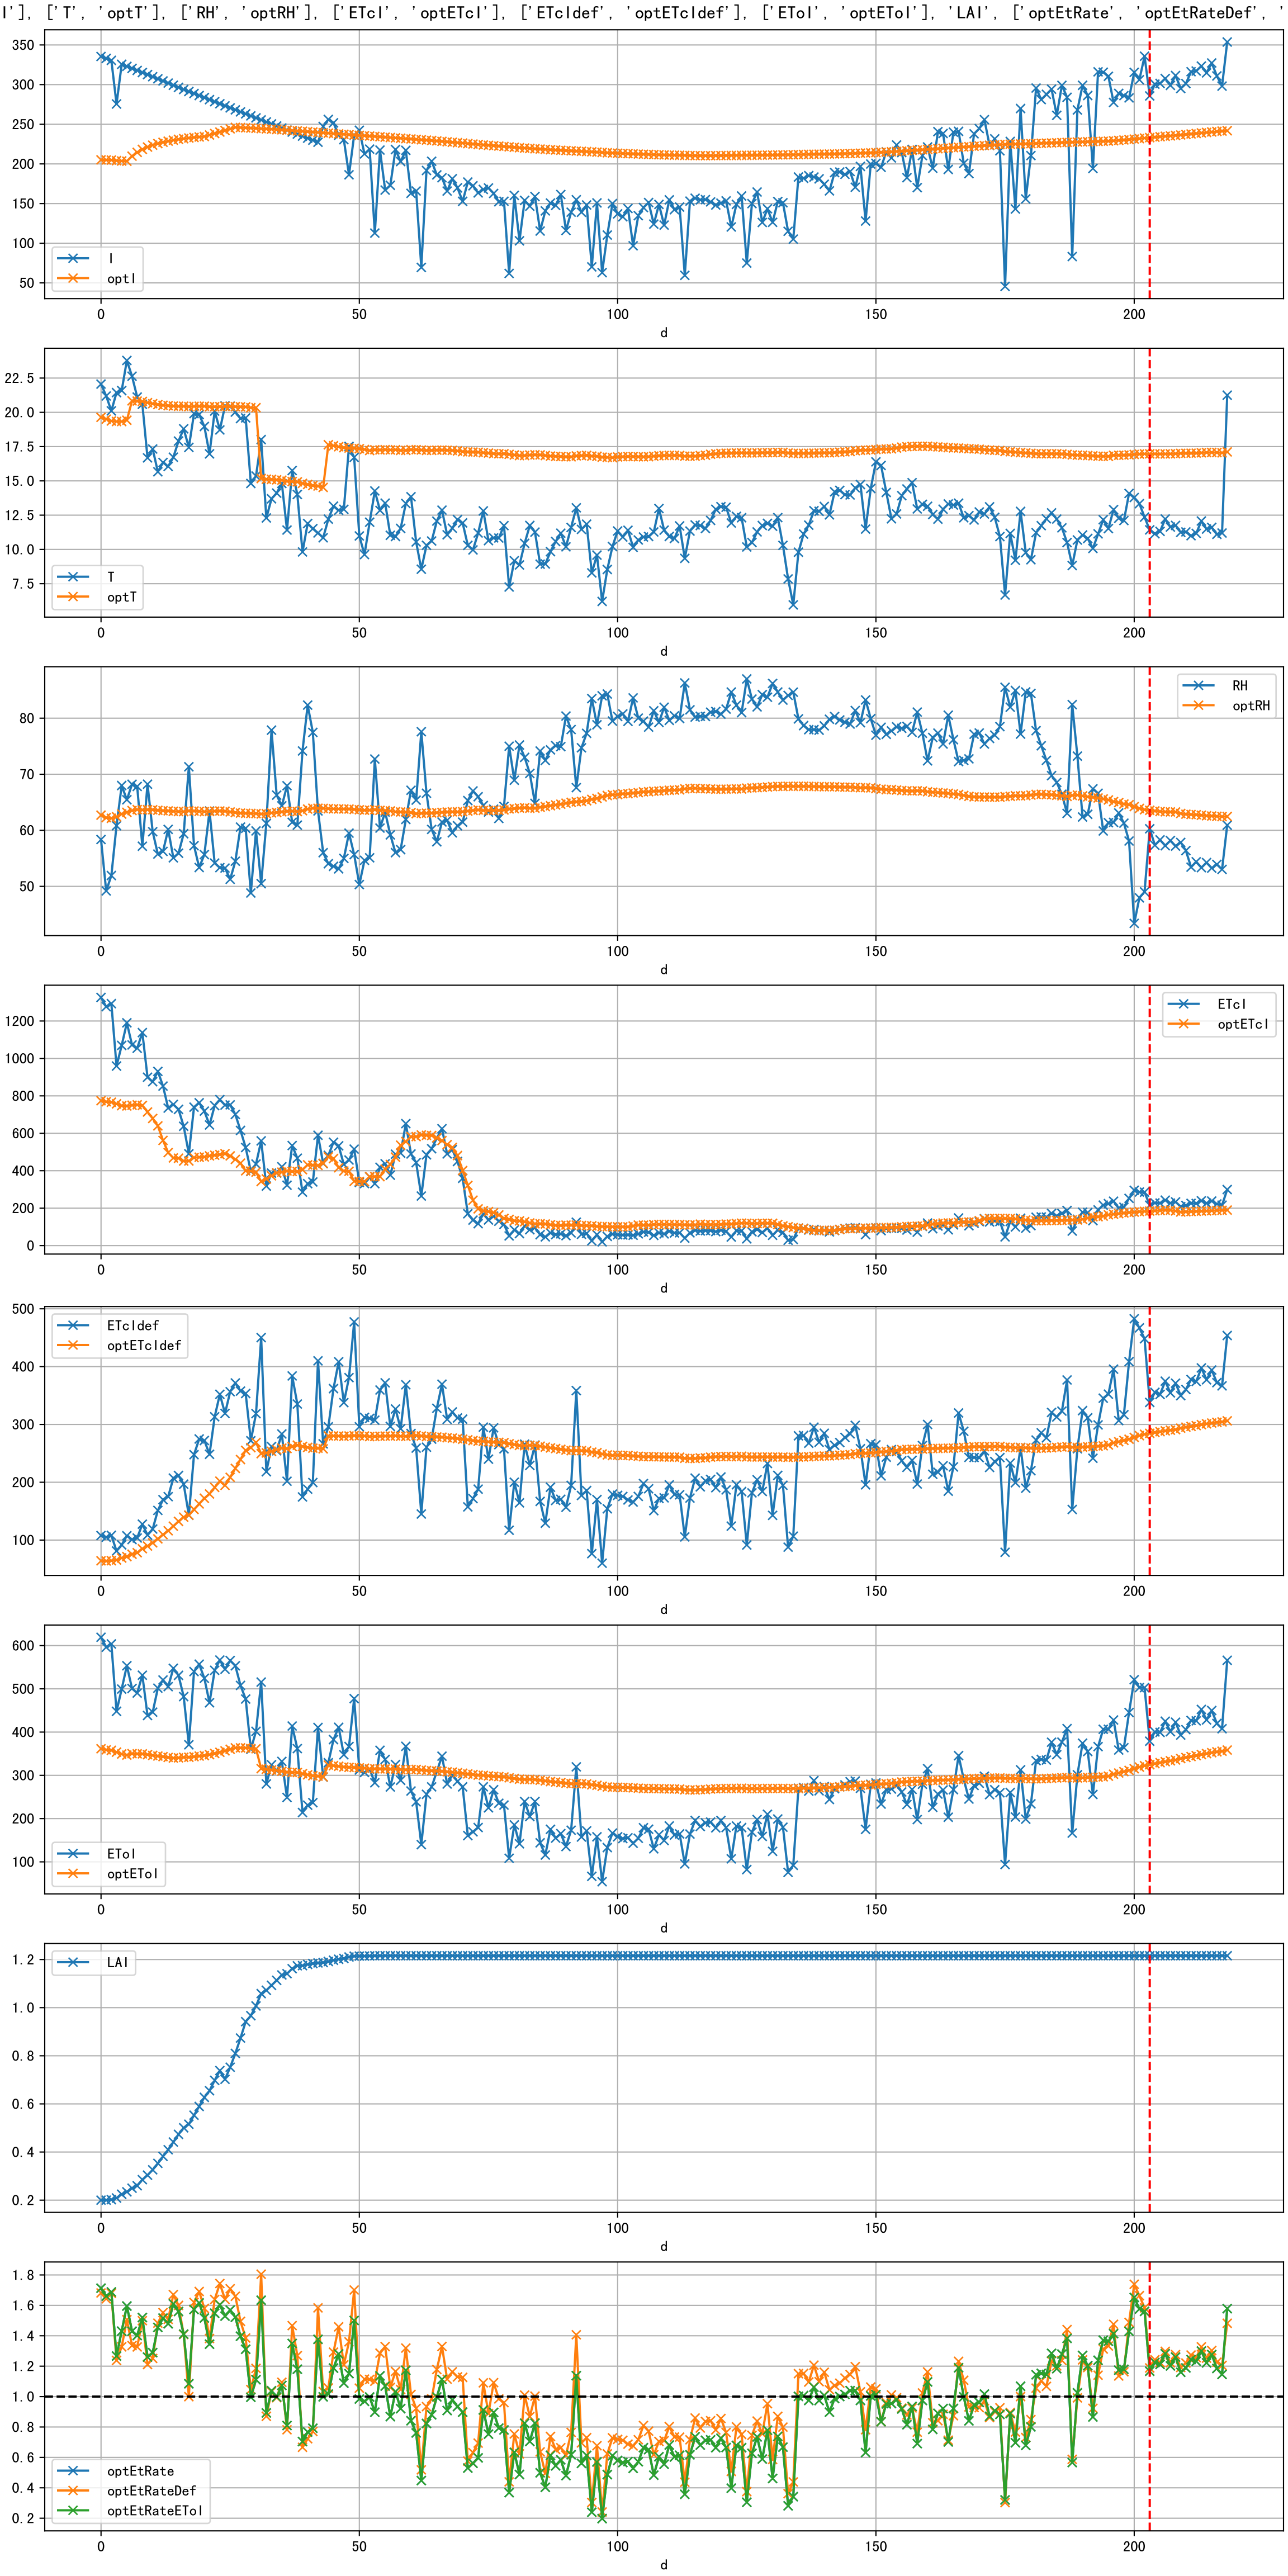 I'], ['T', 'optT'], ['RH', 'optRH'], ['ETcI', 'optETcI'], ['ETcIdef', 'optETcIdef'], ['EToI', 'optEToI'], 'LAI', ['optEtRate', 'optEtRateDef', '
350
300
250
200
150
100
50
I
optI
0 50 100 150 200
d
22.5
20.0
17.5
15.0
12.5
10.0
7.5
T
optT
0 50 100 150 200
d
80
70
60
50
RH
optRH
0 50 100 150 200
d
1200
1000
800
600
400
200
0
ETcI
optETcI
0 50 100 150 200
d
500
400
300
200
100
ETcIdef
optETcIdef
0 50 100 150 200
d
600
500
400
300
200
100
EToI
optEToI
0 50 100 150 200
d
1.2
1.0
0.8
0.6
0.4
0.2
LAI
0 50 100 150 200
d
1.8
1.6
1.4
1.2
1.0
0.8
0.6
0.4
0.2
optEtRate
optEtRateDef
optEtRateEToI
0 50 100 150 200
d